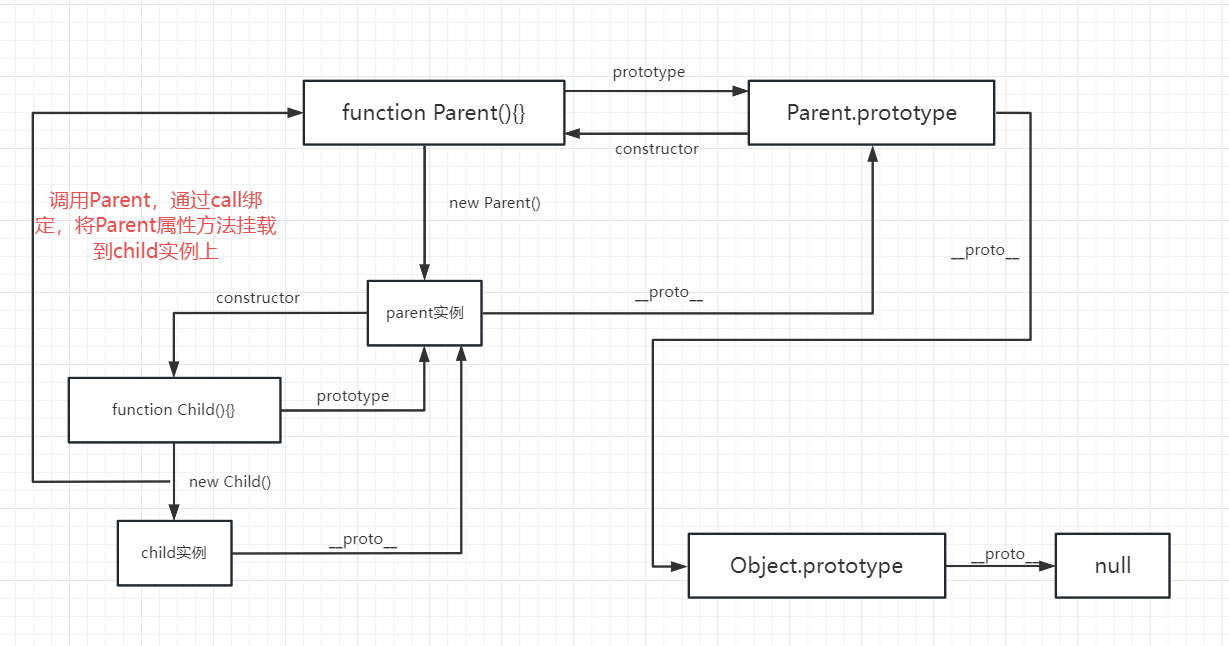 prototype
function Parent(){}
Parent.prototype
constructor
调用Parent，通过call绑
定，将Parent属性方法挂载
到child实例上
new Parent()
__proto__
__proto__
constructor
parent实例
prototype
function Child(){}
new Child()
__proto__
child实例
Object.prototype
__proto__
null